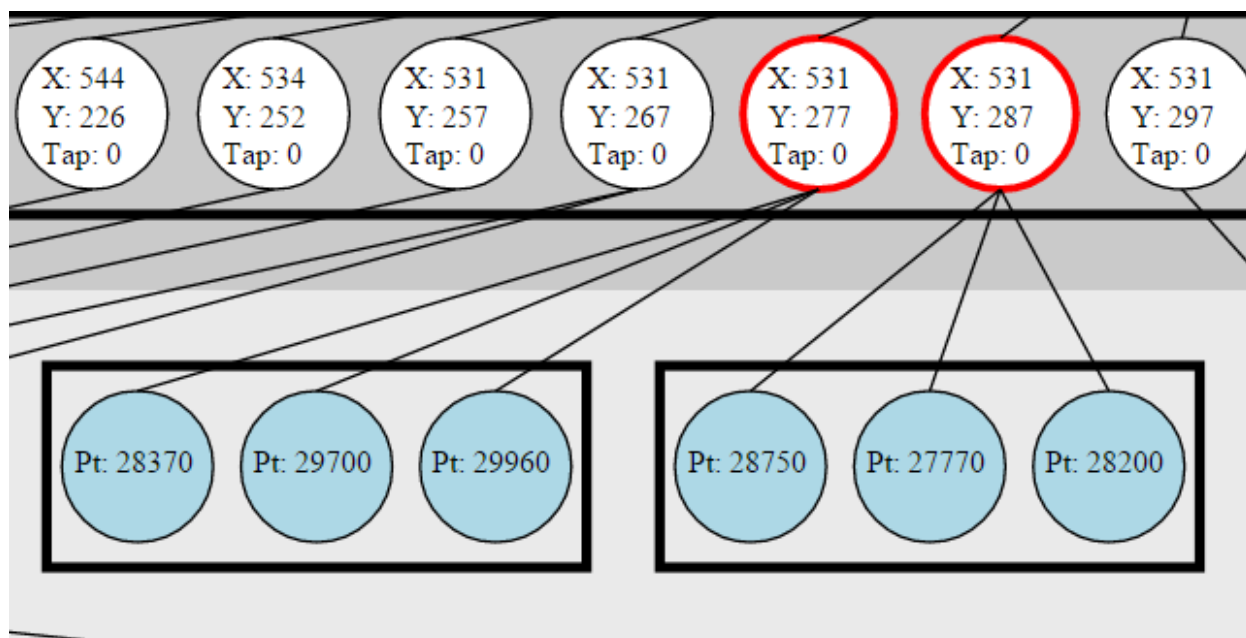 X: 544
Y: 226
Tap: 0
X: 534
Y: 252
Tap: 0
X: 531
Y: 257
Tap: 0
X: 531
Y: 267
Tap: 0
X: 531
Y: 277
Tap: 0
X: 531
Y: 287
Tap: 0
X: 531
Y: 297
Tap: 0
Pt: 28370
Pt: 29700
Pt: 29960
Pt: 28750
Pt: 27770
Pt: 28200